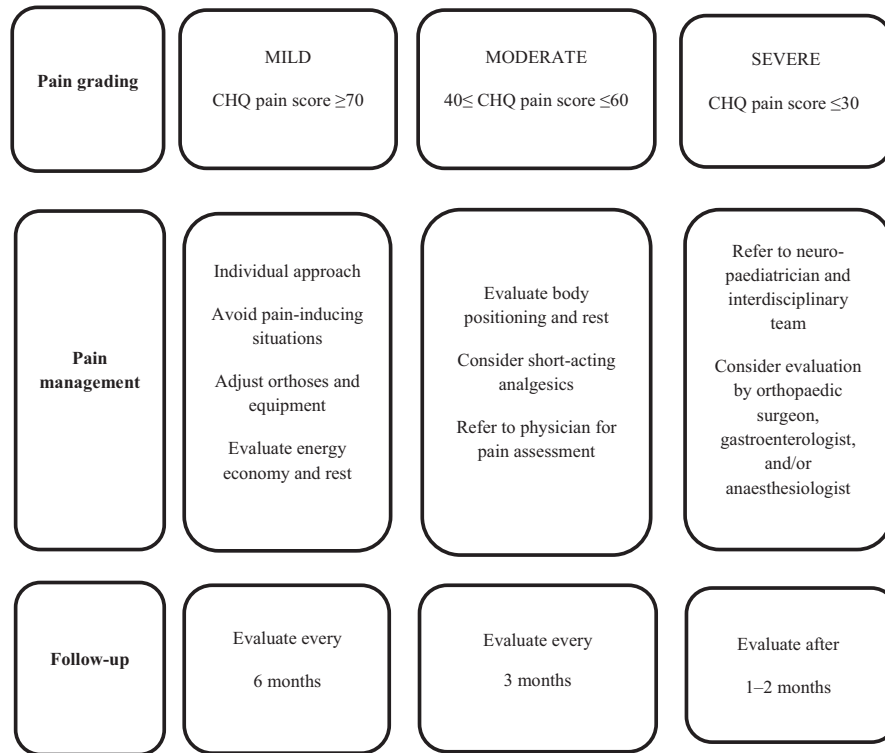 Pain grading
MILD
CHQ pain score ≥70
MODERATE
40≤ CHQ pain score ≤60
SEVERE
CHQ pain score ≤30
Pain
management
Individual approach
Avoid pain-inducing
situations
Adjust orthoses and
equipment
Evaluate energy
economy and rest
Evaluate body
positioning and rest
Consider short-acting
analgesics
Refer to physician for
pain assessment
Refer to neuro-
paediatrician and
interdisciplinary
team
Consider evaluation
by orthopaedic
surgeon,
gastroenterologist,
and/or
anaesthesiologist
Follow-up
Evaluate every
6 months
Evaluate every
3 months
Evaluate after
1–2 months